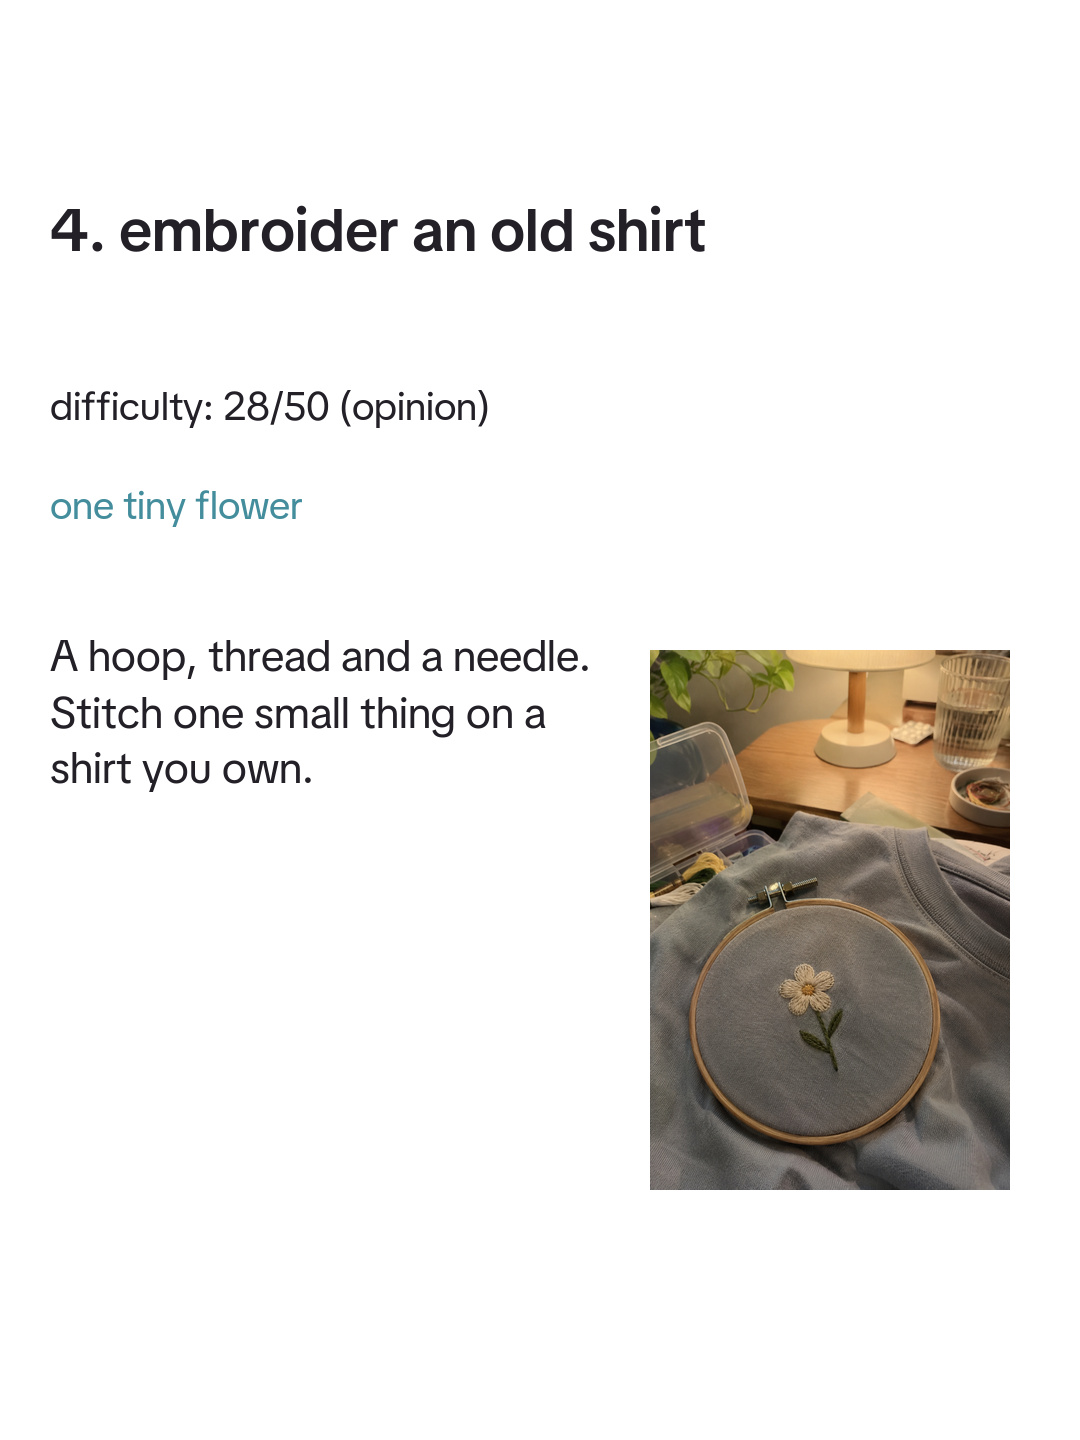 4. embroider an old shirt
difficulty: 28/50 (opinion)
one tiny flower
A hoop, thread and a needle.
Stitch one small thing on a
shirt you own.